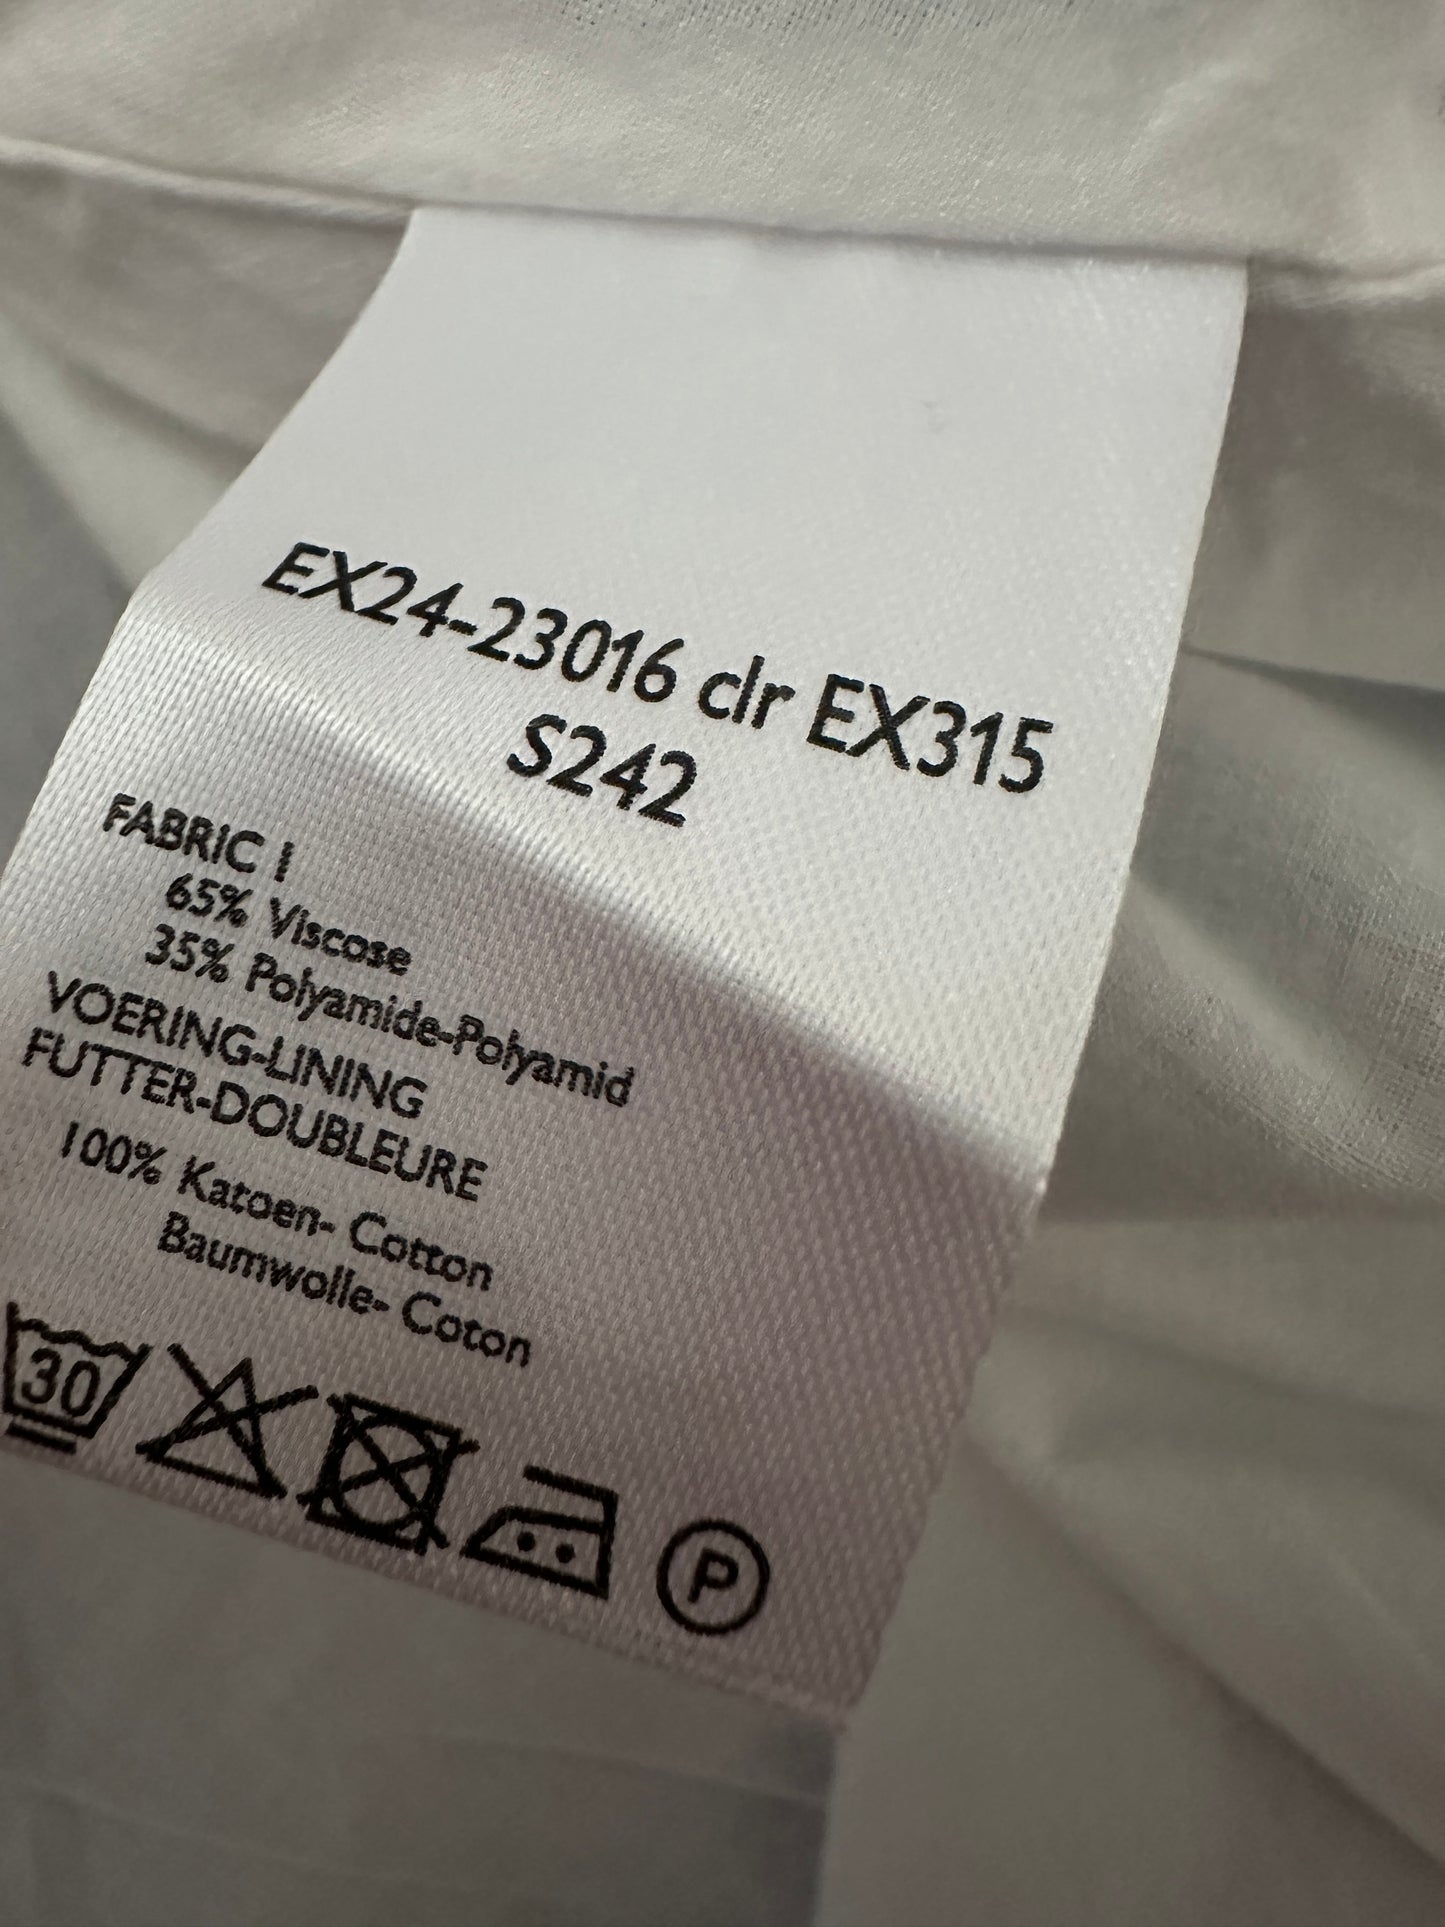 EX24-23016 clr EX315
S242
FABRIC 1
65% Viscose
35% Polyamide-Polyamid
VOERING-LINING
FUTTER-DOUBLEURE
100% Katoen- Cotton
Baumwolle- Coton
30
P